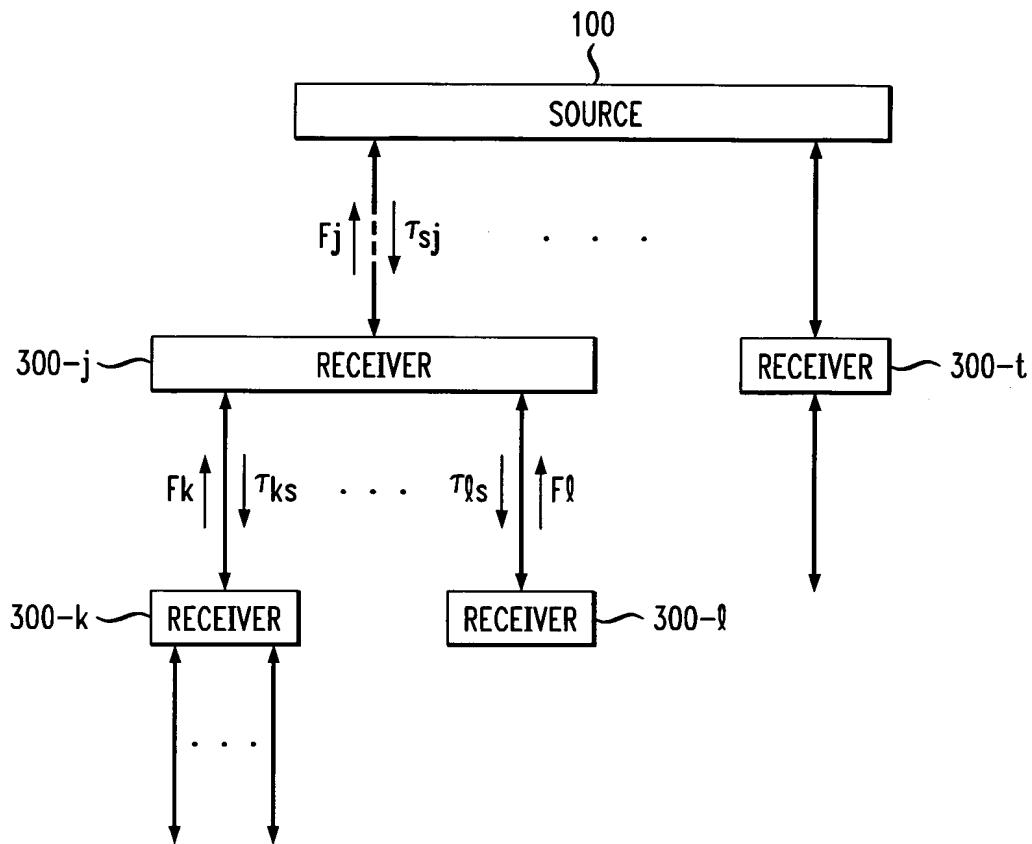 100
SOURCE
Fj τsj . . .
300-j RECEIVER RECEIVER 300-t
Fk τks . . . τℓs Fℓ
300-k RECEIVER RECEIVER 300-ℓ
. . .